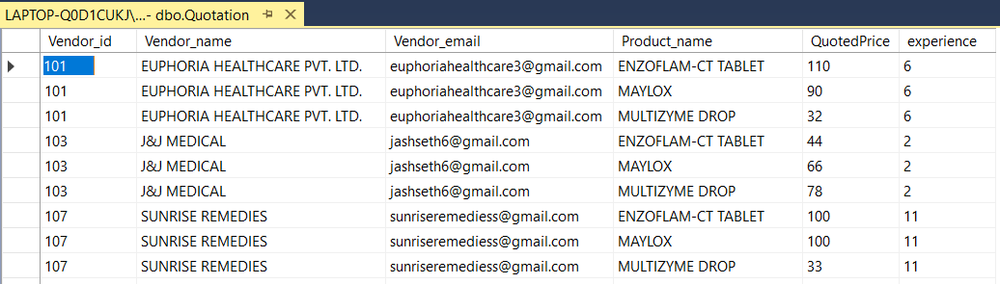 LAPTOP-Q0D1CUKJ\...- dbo.Quotation
Vendor_id Vendor_name Vendor_email Product_name QuotedPrice experience
101 EUPHORIA HEALTHCARE PVT. LTD. euphoriahealthcare3@gmail.com ENZOFLAM-CT TABLET 110 6
101 EUPHORIA HEALTHCARE PVT. LTD. euphoriahealthcare3@gmail.com MAYLOX 90 6
101 EUPHORIA HEALTHCARE PVT. LTD. euphoriahealthcare3@gmail.com MULTIZYME DROP 32 6
103 J&J MEDICAL jashseth6@gmail.com ENZOFLAM-CT TABLET 44 2
103 J&J MEDICAL jashseth6@gmail.com MAYLOX 66 2
103 J&J MEDICAL jashseth6@gmail.com MULTIZYME DROP 78 2
107 SUNRISE REMEDIES sunriseremediess@gmail.com ENZOFLAM-CT TABLET 100 11
107 SUNRISE REMEDIES sunriseremediess@gmail.com MAYLOX 100 11
107 SUNRISE REMEDIES sunriseremediess@gmail.com MULTIZYME DROP 33 11